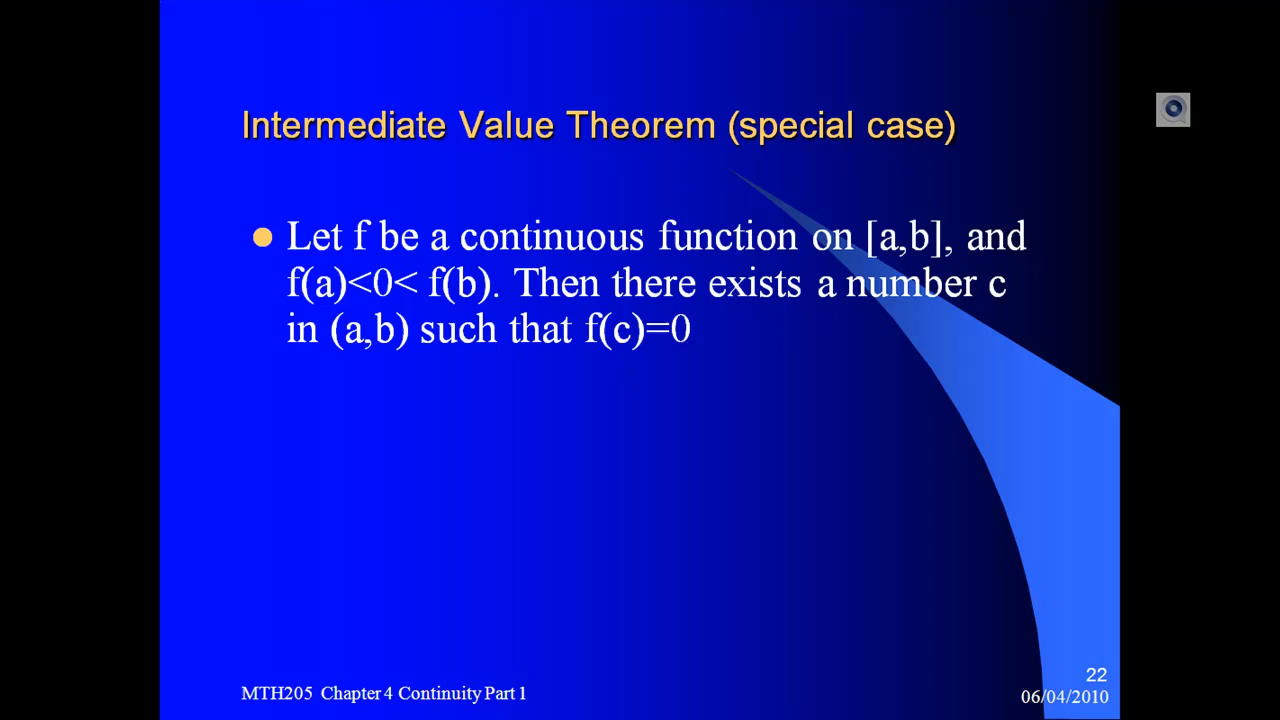 Intermediate Value Theorem (special case)
Let f be a continuous function on [a,b], and
f(a)<0< f(b). Then there exists a number c
in (a,b) such that f(c)=0
MTH205 Chapter 4 Continuity Part 1
22
06/04/2010